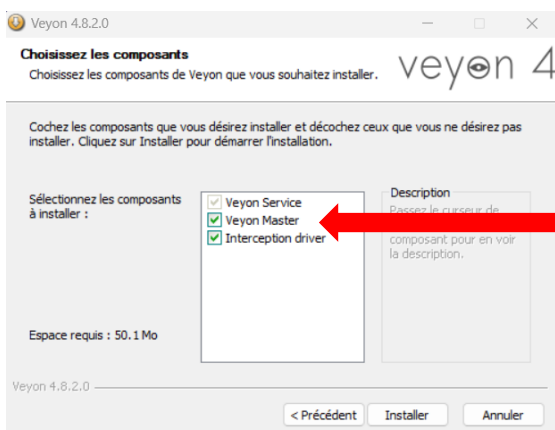 Veyon 4.8.2.0
Choisissez les composants
Choisissez les composants de Veyon que vous souhaitez installer.
veyon 4
Cochez les composants que vous désirez installer et décochez ceux que vous ne désirez pas
installer. Cliquez sur Installer pour démarrer l'installation.
Sélectionnez les composants
à installer :
Veyon Service
Veyon Master
Interception driver
Description
Passez le curseur de
composant pour en voir
la description.
Espace requis : 50.1 Mo
Veyon 4.8.2.0
< Précédent
Installer
Annuler